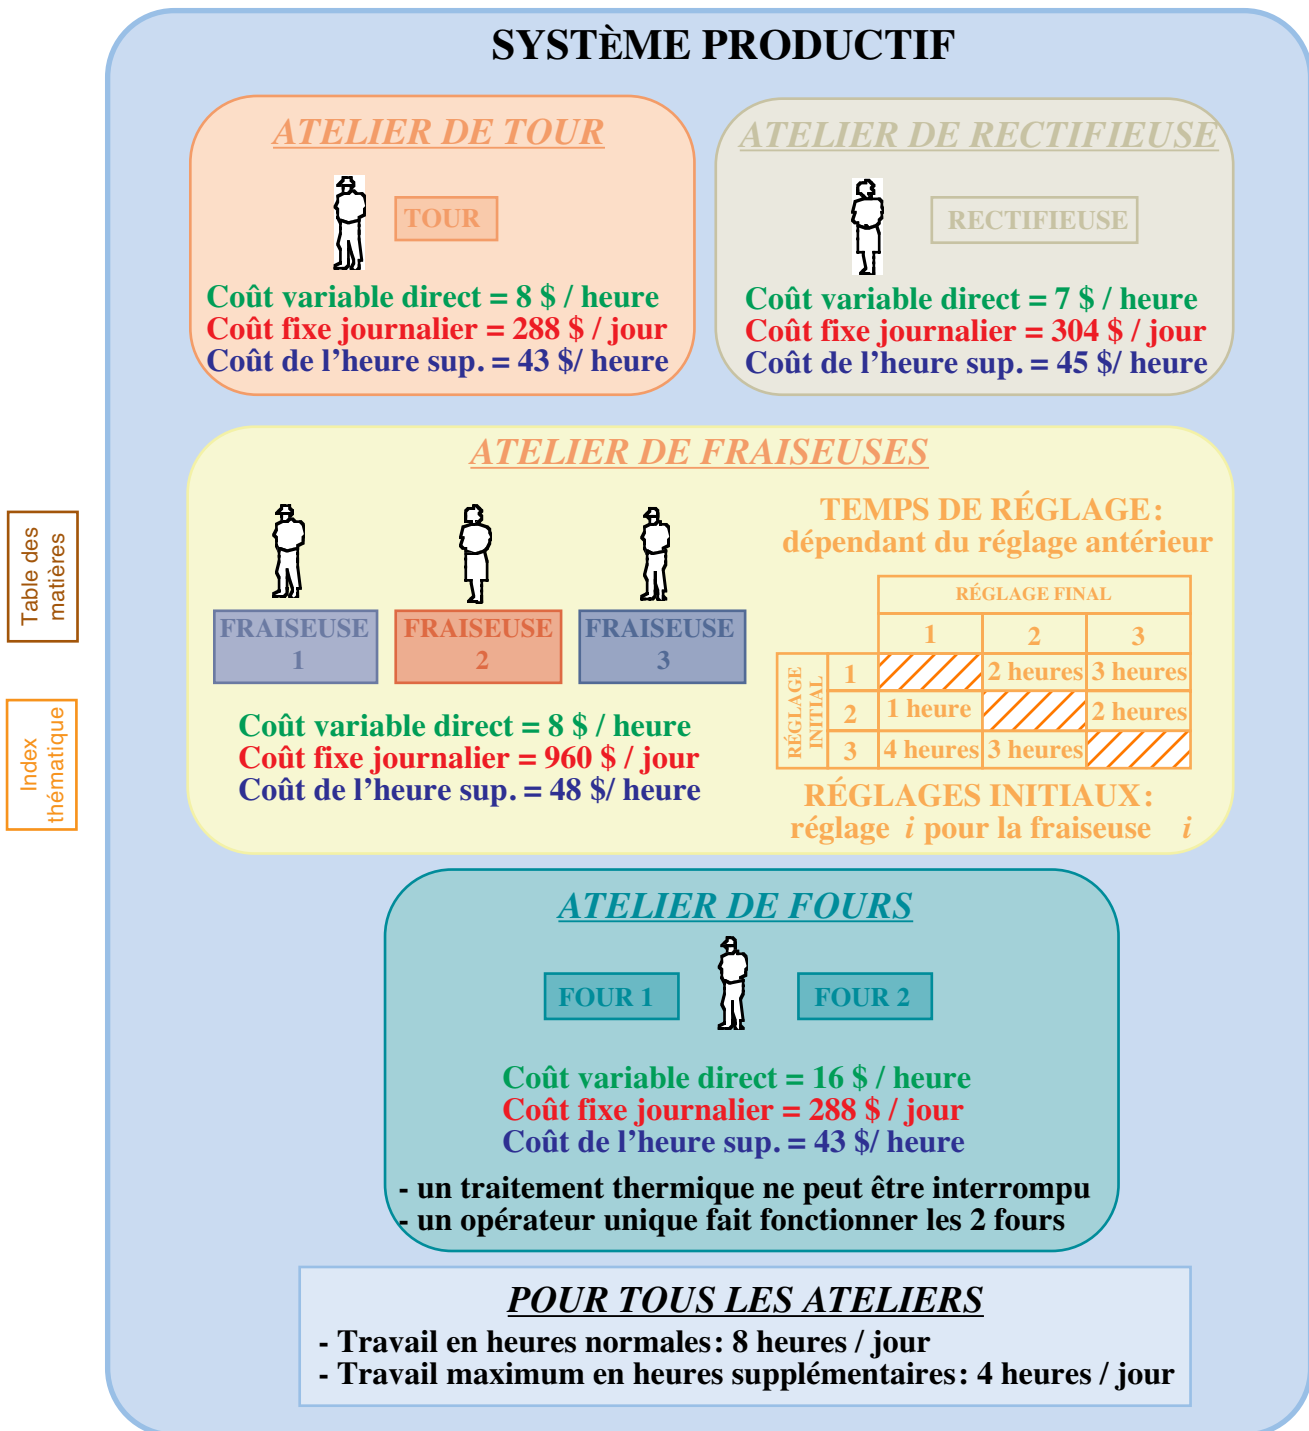 SYSTÈME PRODUCTIF
ATELIER DE TOUR
TOUR
Coût variable direct = 8 $ / heure
Coût fixe journalier = 288 $ / jour
Coût de l’heure sup. = 43 $/ heure
ATELIER DE RECTIFIEUSE
RECTIFIEUSE
Coût variable direct = 7 $ / heure
Coût fixe journalier = 304 $ / jour
Coût de l’heure sup. = 45 $/ heure
Table des
matières
Index
thématique
ATELIER DE FRAISEUSES
FRAISEUSE
1
FRAISEUSE
2
FRAISEUSE
3
Coût variable direct = 8 $ / heure
Coût fixe journalier = 960 $ / jour
Coût de l’heure sup. = 48 $/ heure
TEMPS DE RÉGLAGE :
dépendant du réglage antérieur
RÉGLAGE FINAL
1 2 3
RÉGLAGE
INITIAL
1 2 heures 3 heures
2 1 heure 2 heures
3 4 heures 3 heures
RÉGLAGES INITIAUX :
réglage i pour la fraiseuse i
ATELIER DE FOURS
FOUR 1
FOUR 2
Coût variable direct = 16 $ / heure
Coût fixe journalier = 288 $ / jour
Coût de l’heure sup. = 43 $/ heure
- un traitement thermique ne peut être interrompu
- un opérateur unique fait fonctionner les 2 fours
POUR TOUS LES ATELIERS
- Travail en heures normales : 8 heures / jour
- Travail maximum en heures supplémentaires : 4 heures / jour